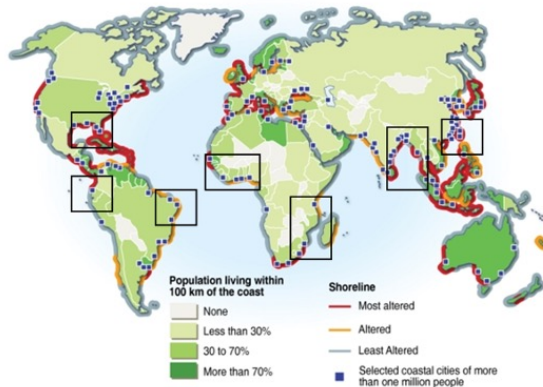 Population living within
100 km of the coast
None
Less than 30%
30 to 70%
More than 70%
Shoreline
Most altered
Altered
Least Altered
Selected coastal cities of more
than one million people